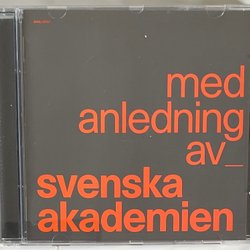 med
anledning
av_
svenska
akademien